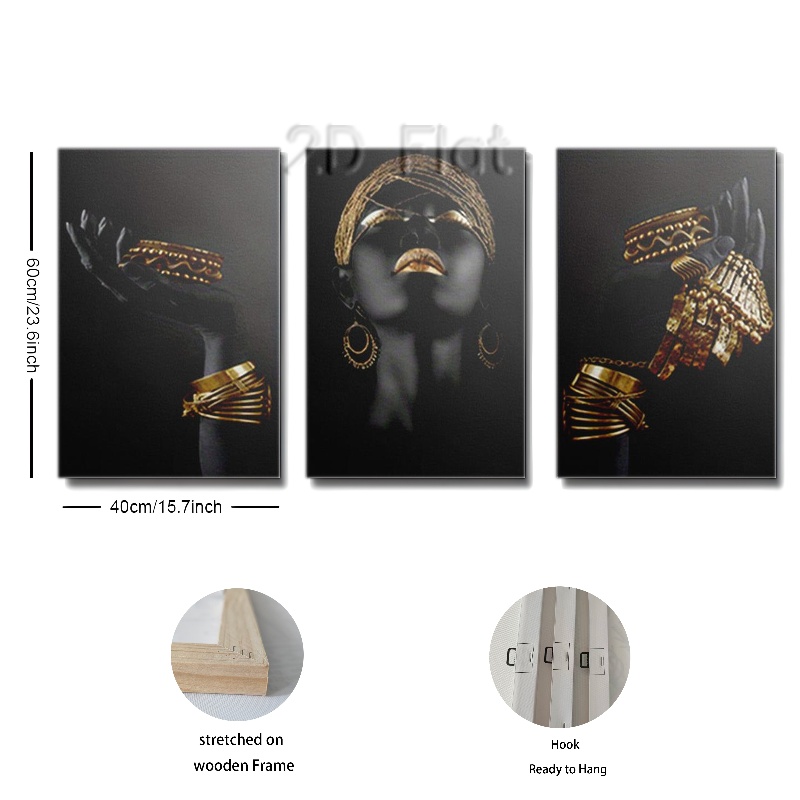 2D Flat
60cm/23.6inch
40cm/15.7inch
stretched on
wooden Frame
Hook
Ready to Hang